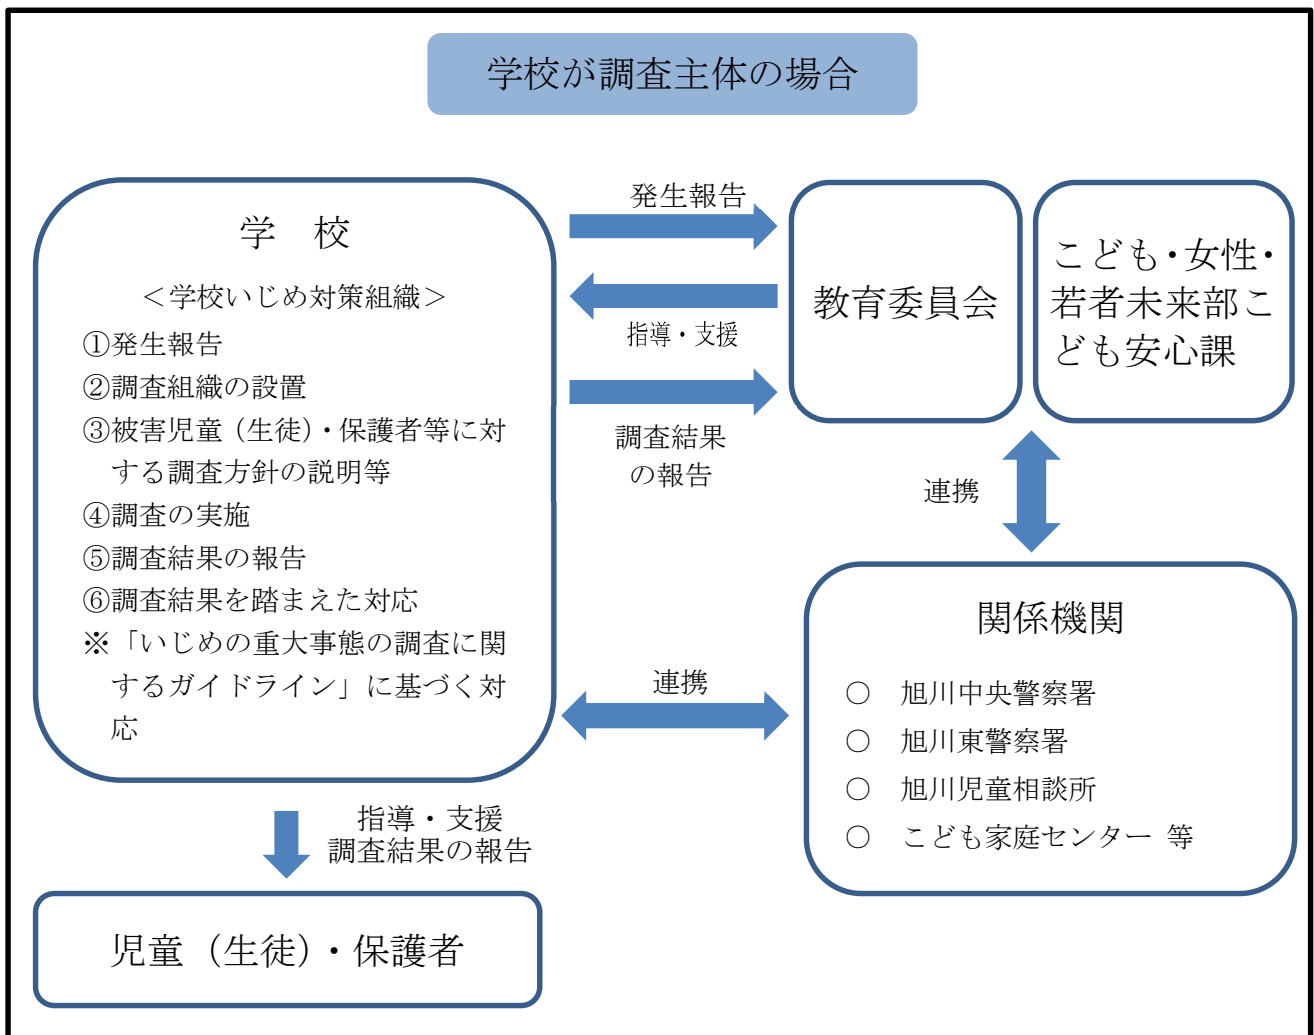 学校が調査主体の場合
学 校
＜学校いじめ対策組織＞
①発生報告
②調査組織の設置
③被害児童（生徒）・保護者等に対
する調査方針の説明等
④調査の実施
⑤調査結果の報告
⑥調査結果を踏まえた対応
※「いじめの重大事態の調査に関
するガイドライン」に基づく対
応
発生報告
指導・支援
調査結果
の報告
教育委員会
こども・女性・
若者未来部こ
ども安心課
連携
連携
関係機関
○ 旭川中央警察署
○ 旭川東警察署
○ 旭川児童相談所
○ こども家庭センター 等
指導・支援
調査結果の報告
児童（生徒）・保護者